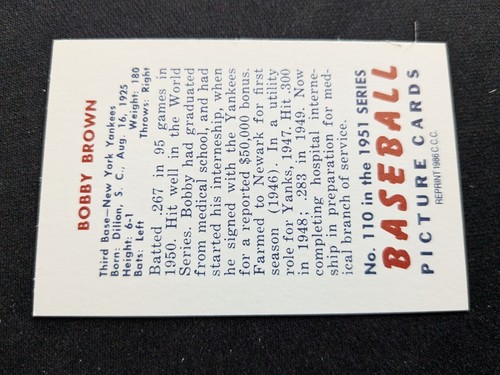 BOBBY BROWN
Third Base—New York Yankees
Born: Dillon, S. C., Aug. 16, 1925
Height: 6-1 Weight: 180
Bats: Left Throws: Right
Batted .267 in 95 games in
1950. Hit well in the World
Series. Bobby had graduated
from medical school, and had
started his interneship, when
he signed with the Yankees
for a reported $50,000 bonus.
Farmed to Newark for first
season (1946). In a utility
role for Yanks, 1947. Hit .300
in 1948; .283 in 1949. Now
completing hospital interne-
ship in preparation for med-
ical branch of service.
No. 110 in the 1951 SERIES
BASEBALL
PICTURE CARDS
REPRINT 1986 C.C.C.